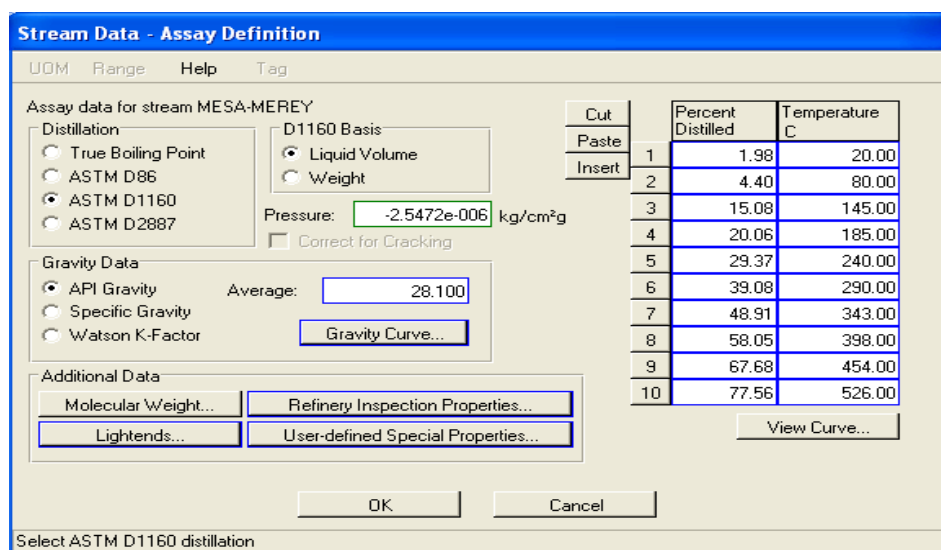 Stream Data - Assay Definition
UOM Range Help Tag
Assay data for stream MESA-MEREY
Distillation
True Boiling Point
ASTM D86
ASTM D1160
ASTM D2887
D1160 Basis
Liquid Volume
Weight
Pressure: -2.5472e-006 kg/cm²g
Correct for Cracking
Gravity Data
API Gravity Average: 28.100
Specific Gravity
Watson K-Factor Gravity Curve...
Additional Data
Molecular Weight... Refinery Inspection Properties...
Lightends... User-defined Special Properties...
Cut
Paste
Insert
Percent Distilled Temperature C
1 1.98 20.00
2 4.40 80.00
3 15.08 145.00
4 20.06 185.00
5 29.37 240.00
6 39.08 290.00
7 48.91 343.00
8 58.05 398.00
9 67.68 454.00
10 77.56 526.00
View Curve...
OK Cancel
Select ASTM D1160 distillation